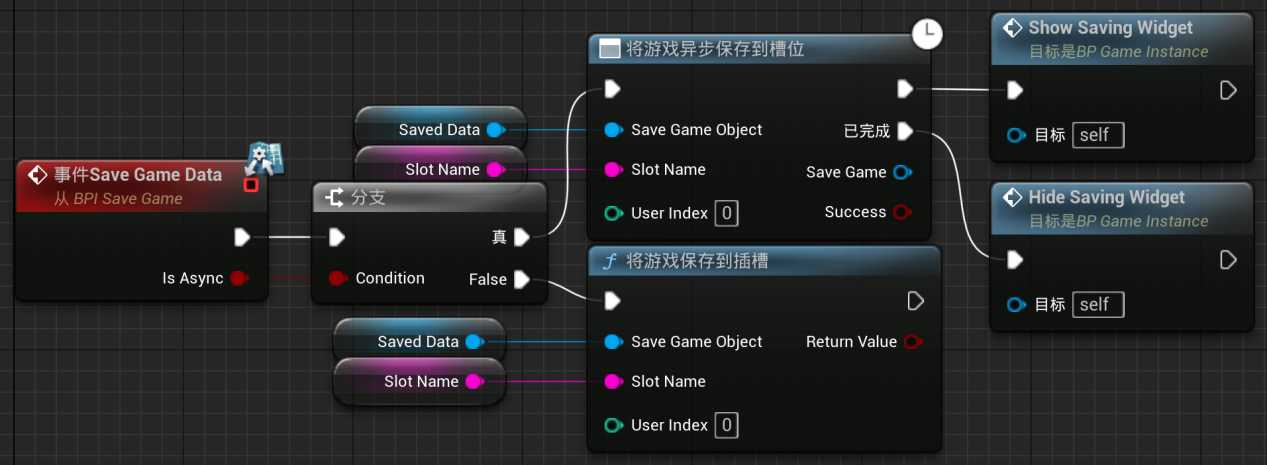 事件Save Game Data
从 BPI Save Game
Is Async
Saved Data
Slot Name
分支
Condition
真
False
Saved Data
Slot Name
将游戏异步保存到槽位
Save Game Object
Slot Name
User Index 0
已完成
Save Game
Success
将游戏保存到插槽
Save Game Object
Slot Name
User Index 0
Return Value
Show Saving Widget
目标是BP Game Instance
目标 self
Hide Saving Widget
目标是BP Game Instance
目标 self